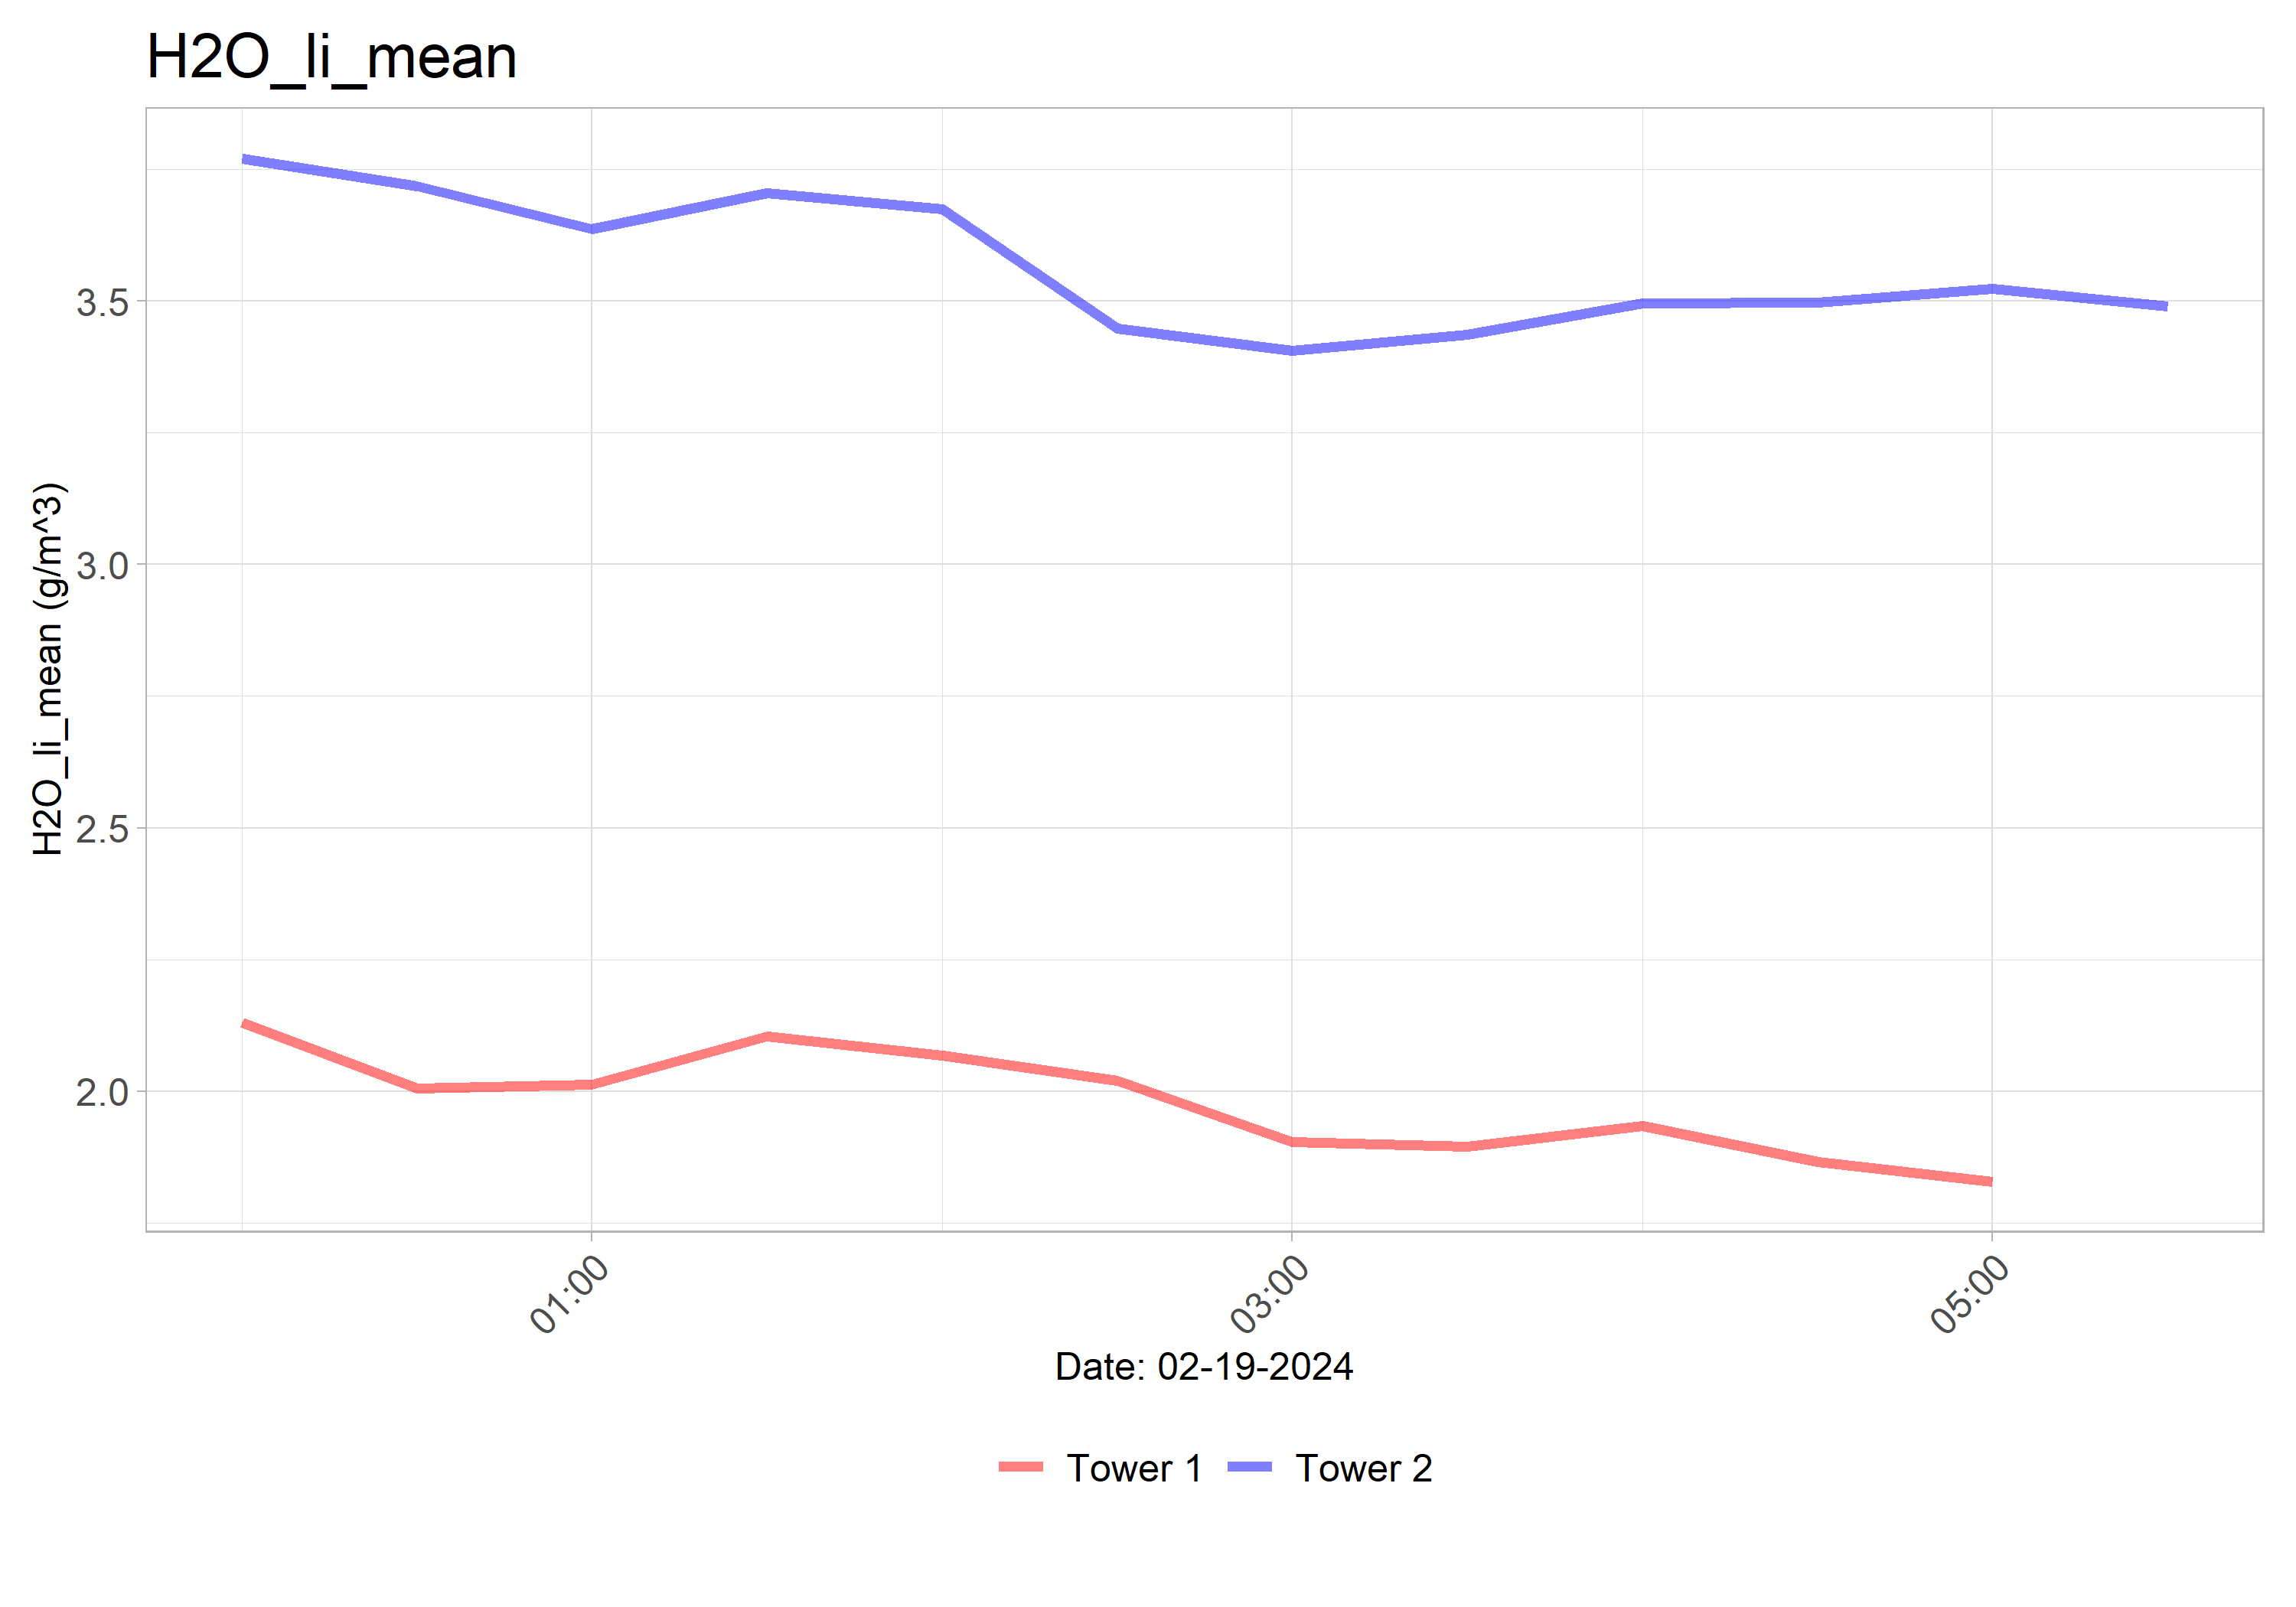 H2O_li_mean
H2O_li_mean (g/m^3)
3.5
3.0
2.5
2.0
01:00
03:00
05:00
Date: 02-19-2024
Tower 1
Tower 2